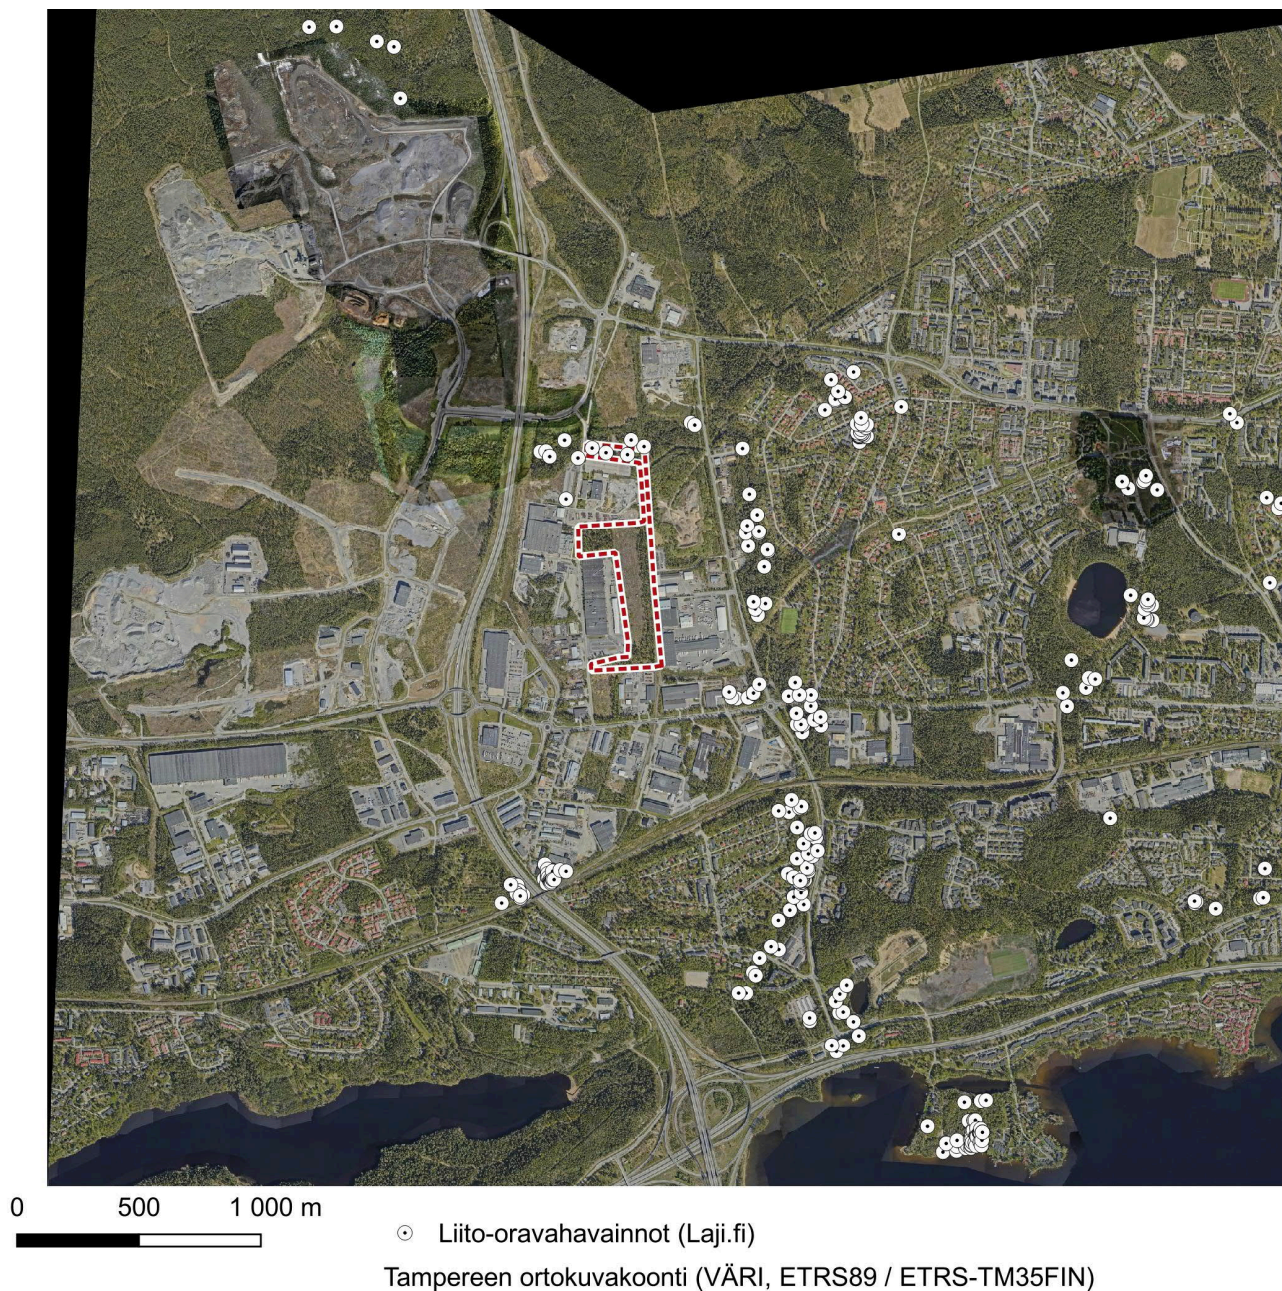 0 500 1 000 m
Liito-oravahavainnot (Laji.fi)
Tampereen ortokuvakoonti (VÄRI, ETRS89 / ETRS-TM35FIN)